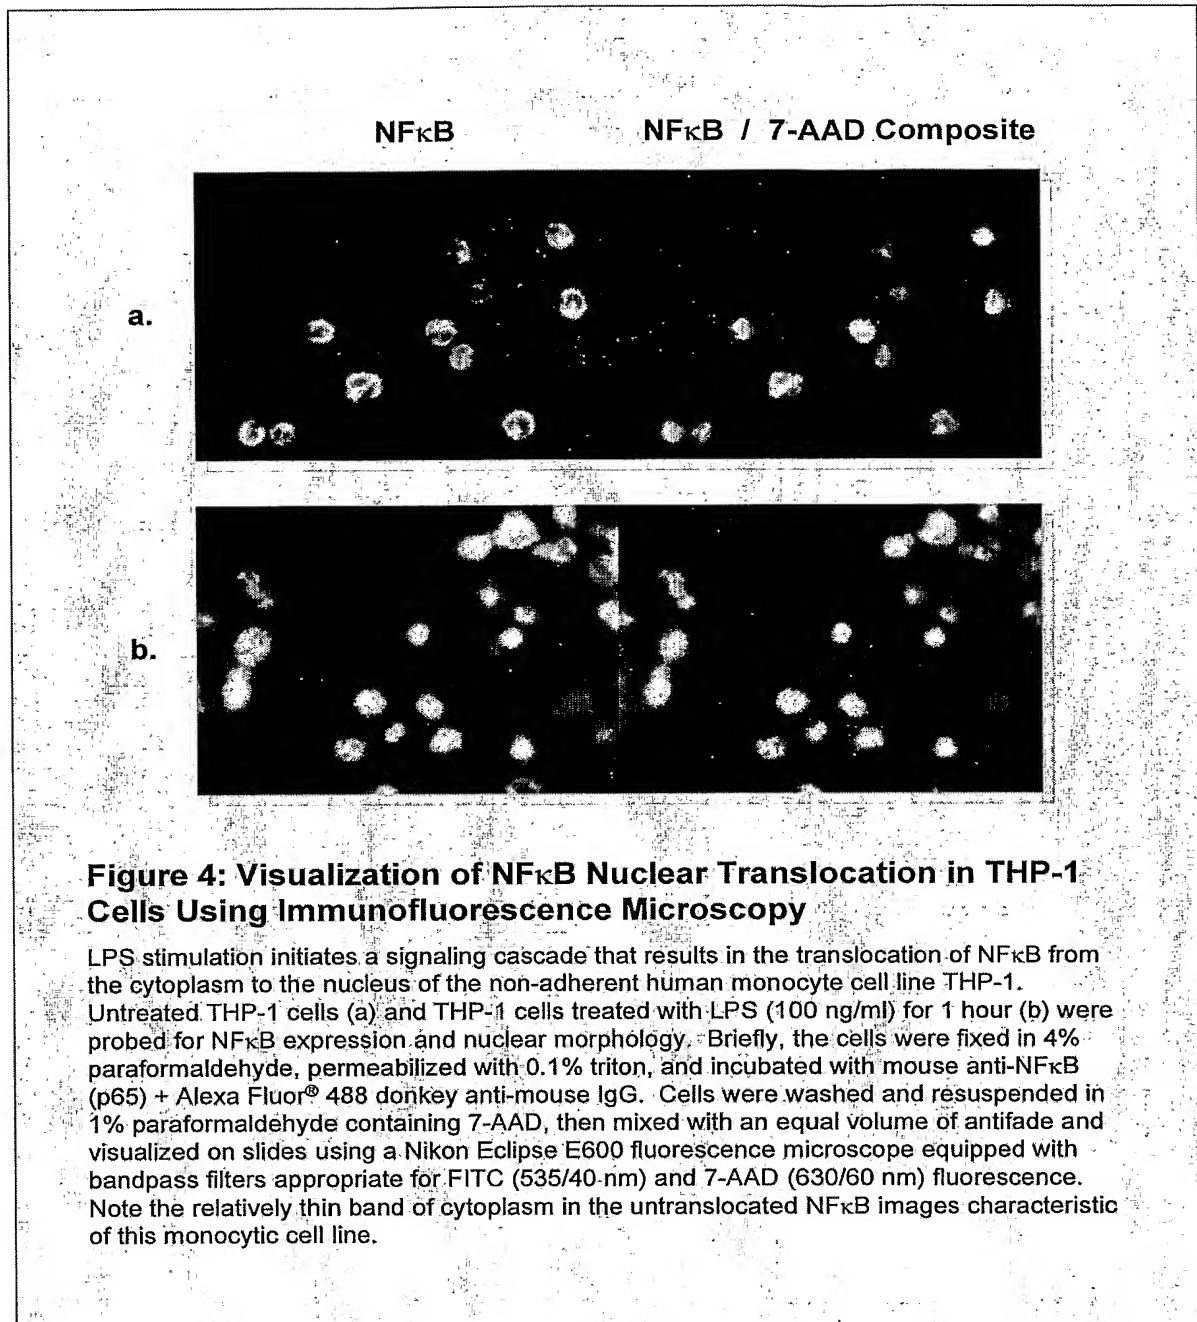 NFκB NFκB / 7-AAD Composite
a.
b.
Figure 4: Visualization of NFκB Nuclear Translocation in THP-1
Cells Using Immunofluorescence Microscopy
LPS stimulation initiates a signaling cascade that results in the translocation of NFκB from
the cytoplasm to the nucleus of the non-adherent human monocyte cell line THP-1.
Untreated THP-1 cells (a) and THP-1 cells treated with LPS (100 ng/ml) for 1 hour (b) were
probed for NFκB expression and nuclear morphology. Briefly, the cells were fixed in 4%
paraformaldehyde, permeabilized with 0.1% triton, and incubated with mouse anti-NFκB
(p65) + Alexa Fluor® 488 donkey anti-mouse IgG. Cells were washed and resuspended in
1% paraformaldehyde containing 7-AAD, then mixed with an equal volume of antifade and
visualized on slides using a Nikon Eclipse E600 fluorescence microscope equipped with
bandpass filters appropriate for FITC (535/40 nm) and 7-AAD (630/60 nm) fluorescence.
Note the relatively thin band of cytoplasm in the untranslocated NFκB images characteristic
of this monocytic cell line.